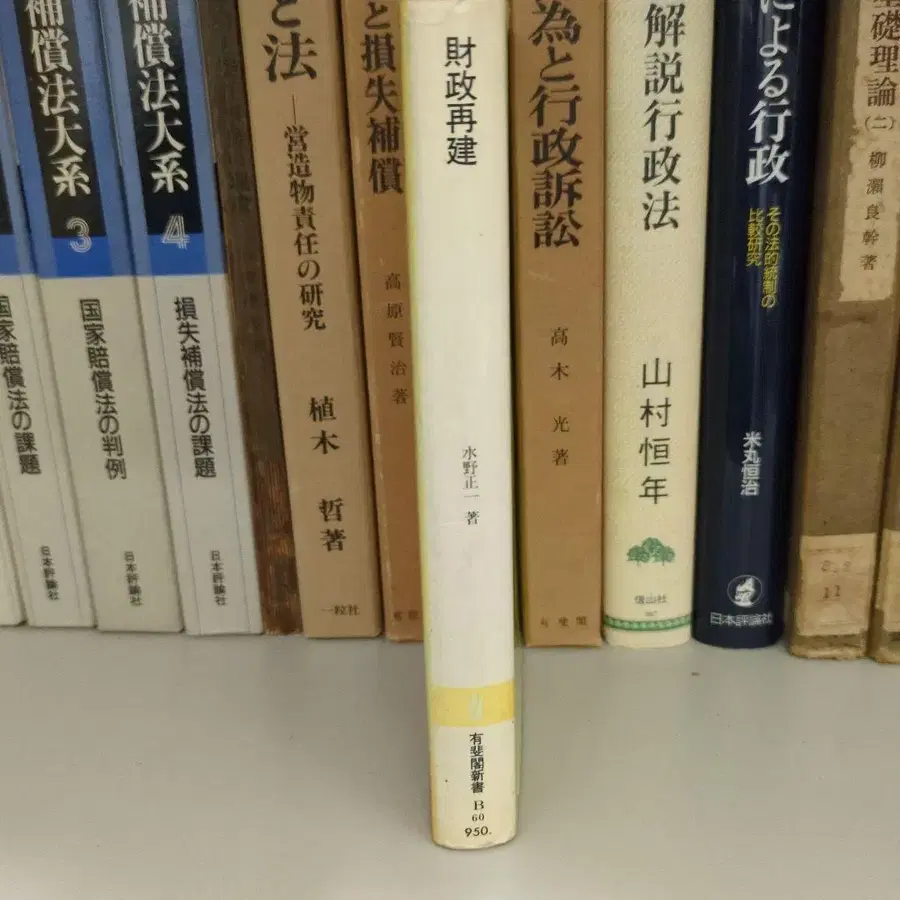 国家賠償法の課題
補償法大系
3
国家賠償法の判例
日本評論社
補償法大系
4
損失補償法の課題
日本評論社
と法
―営造物責任の研究
植木 哲著
一粒社
と損失補償
高原賢治著
財政再建
水野正一著
有斐閣新書
B
60
950.
為と行政訴訟
高木光著
有斐閣
解説行政法
山村恒年
信山社
による行政
その法的統制の
比較研究
米丸恒治
日本評論社
基礎理論
(二)
柳瀬良幹著
11